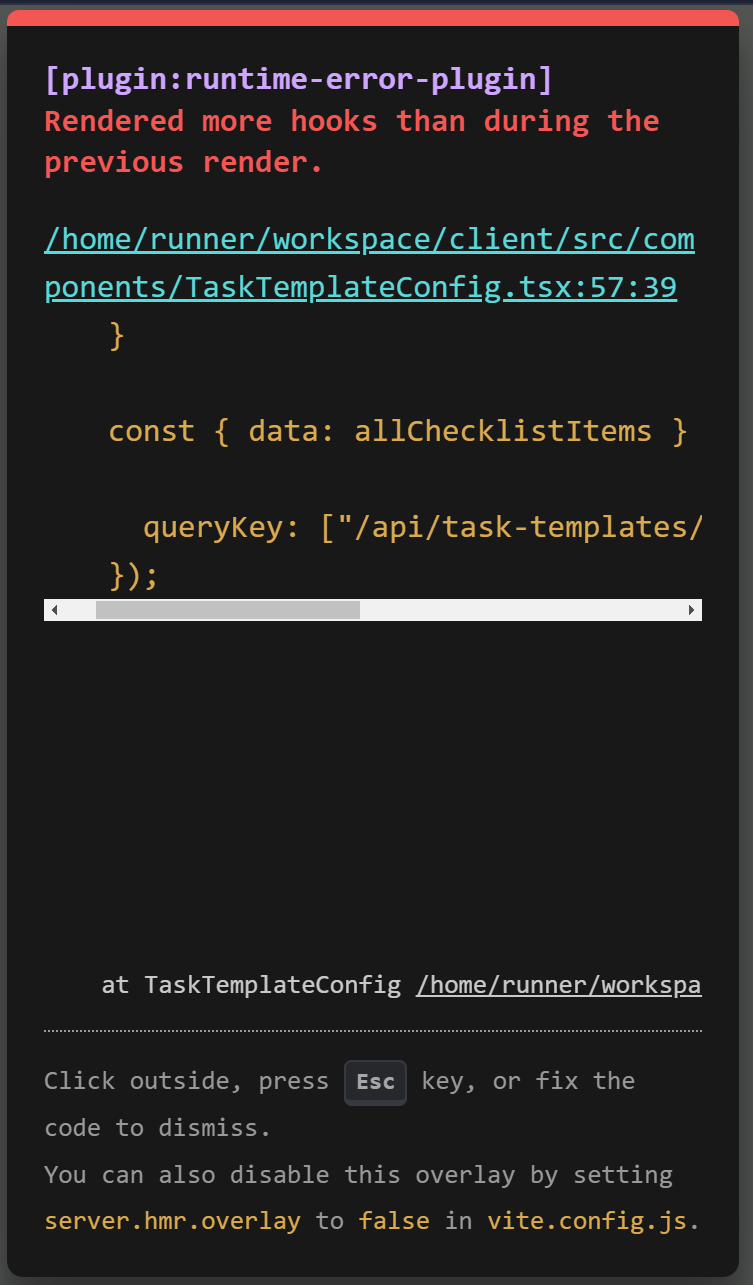 [plugin:runtime-error-plugin]
Rendered more hooks than during the
previous render.
/home/runner/workspace/client/src/com
ponents/TaskTemplateConfig.tsx:57:39
}
const { data: allChecklistItems }
queryKey: ["/api/task-templates/
});
at TaskTemplateConfig /home/runner/workspa
Click outside, press Esc key, or fix the
code to dismiss.
You can also disable this overlay by setting
server.hmr.overlay to false in vite.config.js.